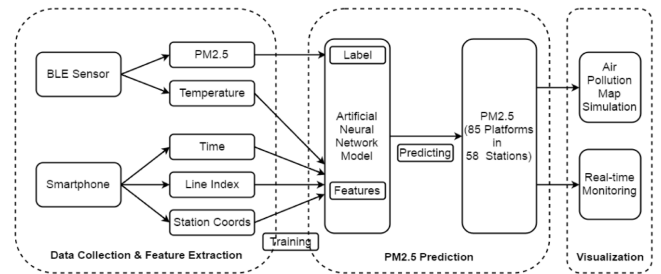 BLE Sensor
PM2.5
Temperature
Smartphone
Time
Line Index
Station Coords
Data Collection & Feature Extraction
Training
Label
Artificial
Neural
Network
Model
Features
Predicting
PM2.5
(85 Platforms
in
58 Stations)
PM2.5 Prediction
Air
Pollution
Map
Simulation
Real-time
Monitoring
Visualization